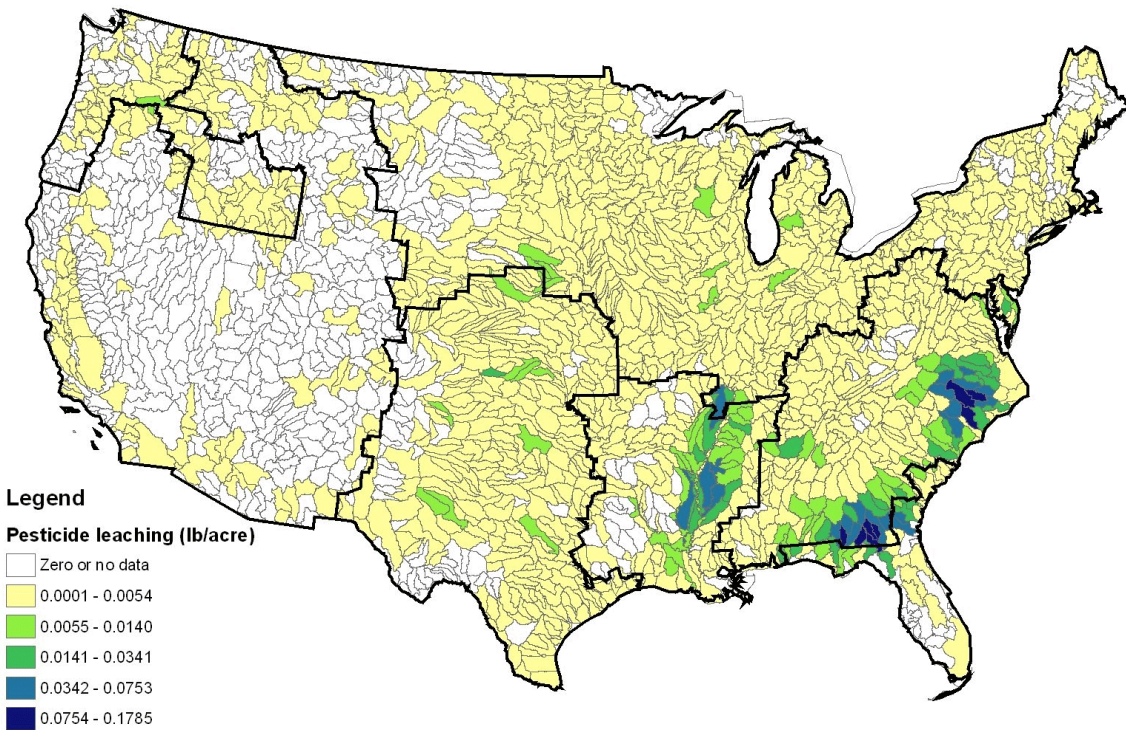 Legend
Pesticide leaching (lb/acre)
Zero or no data
0.0001 - 0.0054
0.0055 - 0.0140
0.0141 - 0.0341
0.0342 - 0.0753
0.0754 - 0.1785